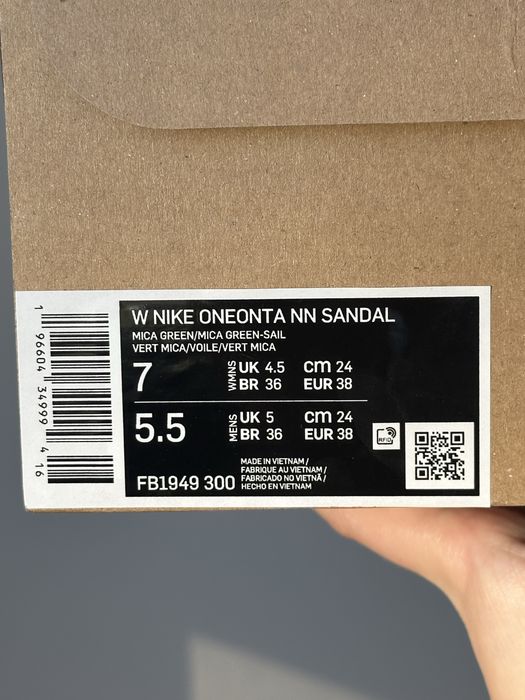 W NIKE ONEONTA NN SANDAL
MICA GREEN/MICA GREEN-SAIL
VERT MICA/VOILE/VERT MICA
7 WMNS UK 4.5 cm 24
BR 36 EUR 38
5.5 MENS UK 5 cm 24
BR 36 EUR 38
RFID
FB1949 300
MADE IN VIETNAM /
FABRIQUE AU VIETNAM /
FABRICADO NO VIETNÃ /
HECHO EN VIETNAM
1 96604 34999 4 16